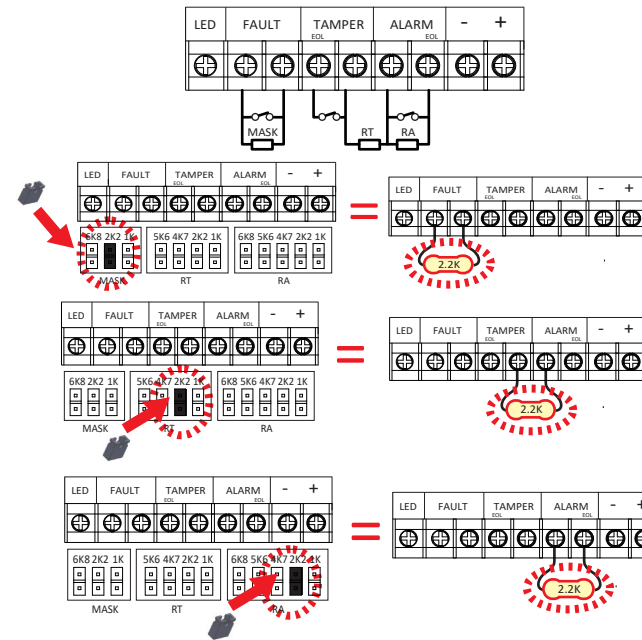 LED FAULT TAMPER ALARM - +
EOL EOL
MASK RT RA
LED FAULT TAMPER ALARM - +
EOL EOL
6K8 2K2 1K 5K6 4K7 2K2 1K 6K8 5K6 4K7 2K2 1K
MASK RT RA
=
LED FAULT TAMPER ALARM - +
EOL EOL
2.2K
LED FAULT TAMPER ALARM - +
EOL EOL
6K8 2K2 1K 5K6 4K7 2K2 1K 6K8 5K6 4K7 2K2 1K
MASK RT RA
=
LED FAULT TAMPER ALARM - +
EOL EOL
2.2K
LED FAULT TAMPER ALARM - +
EOL EOL
6K8 2K2 1K 5K6 4K7 2K2 1K 6K8 5K6 4K7 2K2 1K
MASK RT RA
=
LED FAULT TAMPER ALARM - +
EOL EOL
2.2K